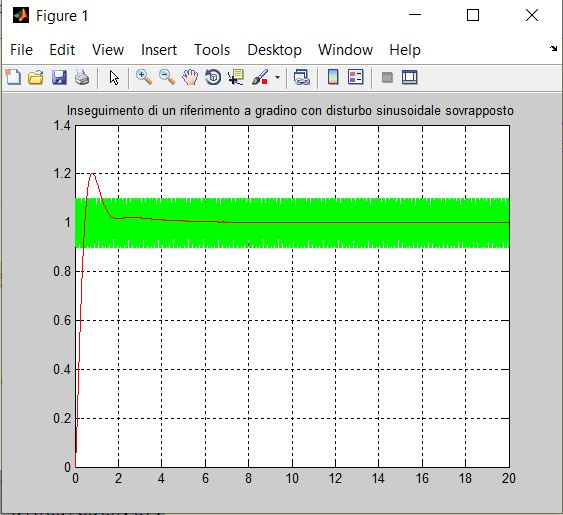 Figure 1
File Edit View Insert Tools Desktop Window Help
Inseguimento di un riferimento a gradino con disturbo sinusoidale sovrapposto
1.4
1.2
1
0.8
0.6
0.4
0.2
0
0 2 4 6 8 10 12 14 16 18 20